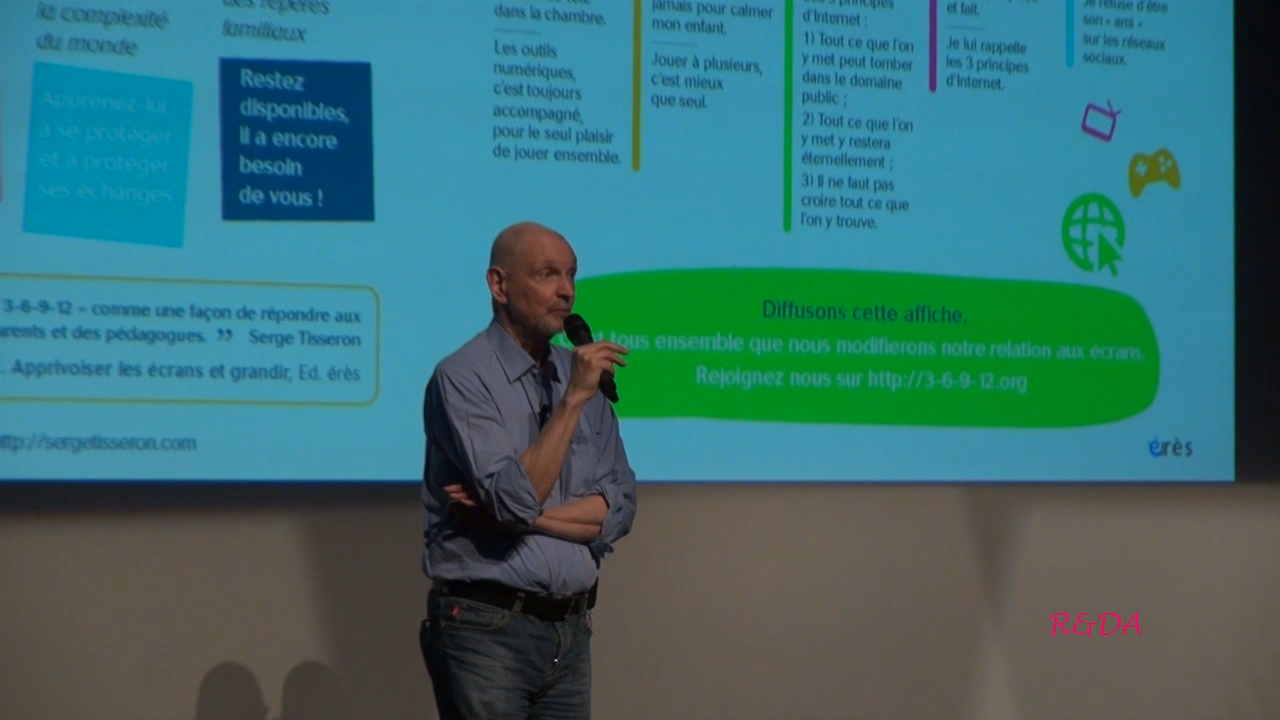 la complexité
du monde
des repères
familiaux
Apprenez-lui
à se protéger
et à protéger
ses échanges
Restez
disponibles,
il a encore
besoin
de vous !
dans la chambre.
Les outils
numériques,
c'est toujours
accompagné,
pour le seul plaisir
de jouer ensemble.
jamais pour calmer
mon enfant.
Jouer à plusieurs,
c'est mieux
que seul.
principes
d'Internet :
1) Tout ce que l'on
y met peut tomber
dans le domaine
public ;
2) Tout ce que l'on
y met y restera
éternellement ;
3) Il ne faut pas
croire tout ce que
l'on y trouve.
et fait.
Je lui rappelle
les 3 principes
d'Internet.
Je refuse d'être
son « ami »
sur les réseaux
sociaux.
3-6-9-12 – comme une façon de répondre aux
arents et des pédagogues. ” Serge Tisseron
. Apprivoiser les écrans et grandir, Ed. érès
ttp://sergetisseron.com
Diffusons cette affiche.
t tous ensemble que nous modifierons notre relation aux écrans.
Rejoignez nous sur http://3-6-9-12.org
érès
R&DA